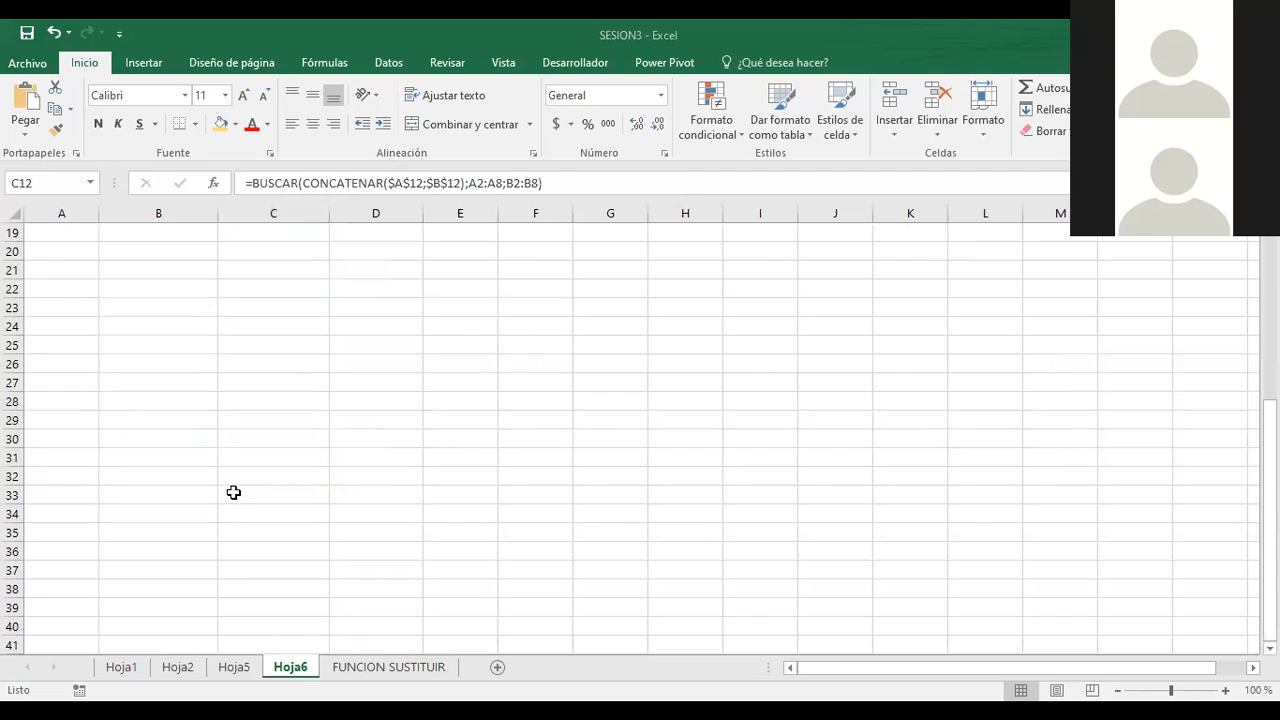 SESION3 - Excel
Archivo Inicio Insertar Diseño de página Fórmulas Datos Revisar Vista Desarrollador Power Pivot ¿Qué desea hacer?
Pegar
Calibri 11
N K S
Ajustar texto
Combinar y centrar
General
$ % 000
Formato condicional
Dar formato como tabla
Estilos de celda
Insertar Eliminar Formato
Autosu
Rellena
Borrar
Portapapeles Fuente Alineación Número Estilos Celdas
C12 fx =BUSCAR(CONCATENAR($A$12;$B$12);A2:A8;B2:B8)
A B C D E F G H I J K L M
19
20
21
22
23
24
25
26
27
28
29
30
31
32
33
34
35
36
37
38
39
40
41
Hoja1 Hoja2 Hoja5 Hoja6 FUNCION SUSTITUIR
Listo 100 %